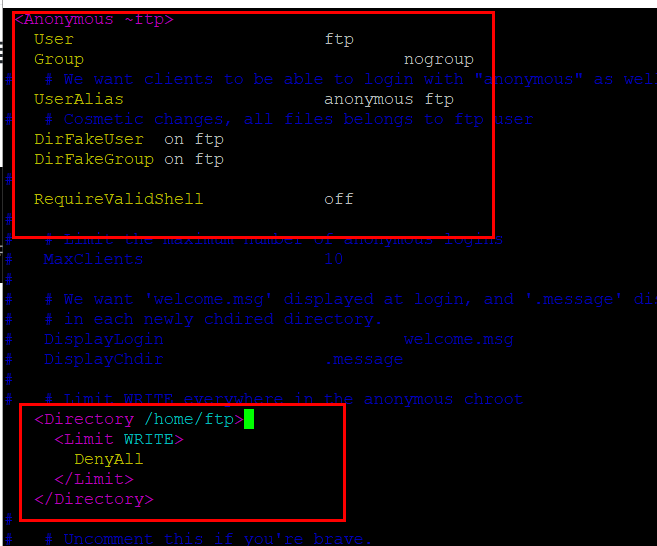 <Anonymous ~ftp>
User ftp
Group nogroup
# # We want clients to be able to login with "anonymous" as wel
UserAlias anonymous ftp
# # Cosmetic changes, all files belongs to ftp user
DirFakeUser on ftp
DirFakeGroup on ftp
#
RequireValidShell off
#
# # Limit the maximum number of anonymous logins
# MaxClients 10
#
# # We want 'welcome.msg' displayed at login, and '.message' dis
# # in each newly chdired directory.
# DisplayLogin welcome.msg
# DisplayChdir .message
#
# # Limit WRITE everywhere in the anonymous chroot
<Directory /home/ftp>
<Limit WRITE>
DenyAll
</Limit>
</Directory>
#
# # Uncomment this if you're brave.